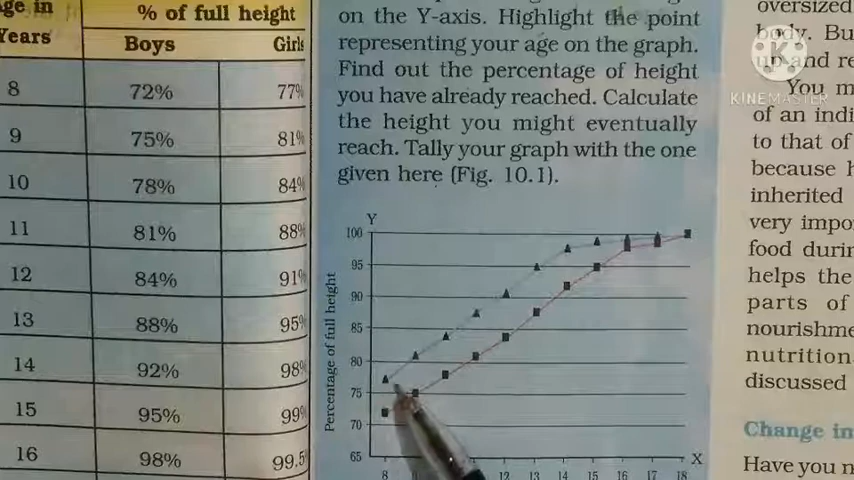 ge in
Years
% of full height
Boys Girls
8 72% 77%
9 75% 81%
10 78% 84%
11 81% 88%
12 84% 91%
13 88% 95%
14 92% 98%
15 95% 99%
16 98% 99.5
on the Y-axis. Highlight the point
representing your age on the graph.
Find out the percentage of height
you have already reached. Calculate
the height you might eventually
reach. Tally your graph with the one
given here (Fig. 10.1).
Y
100
95
90
85
80
75
70
65
Percentage of full height
8 12 13 14 15 16 17 18 X
oversized
body. Bu
up and re
You m
of an indi
to that of
because h
inherited
very impo
food durin
helps the
parts of
nourishme
nutrition
discussed
Change in
Have you n
KINEMASTER